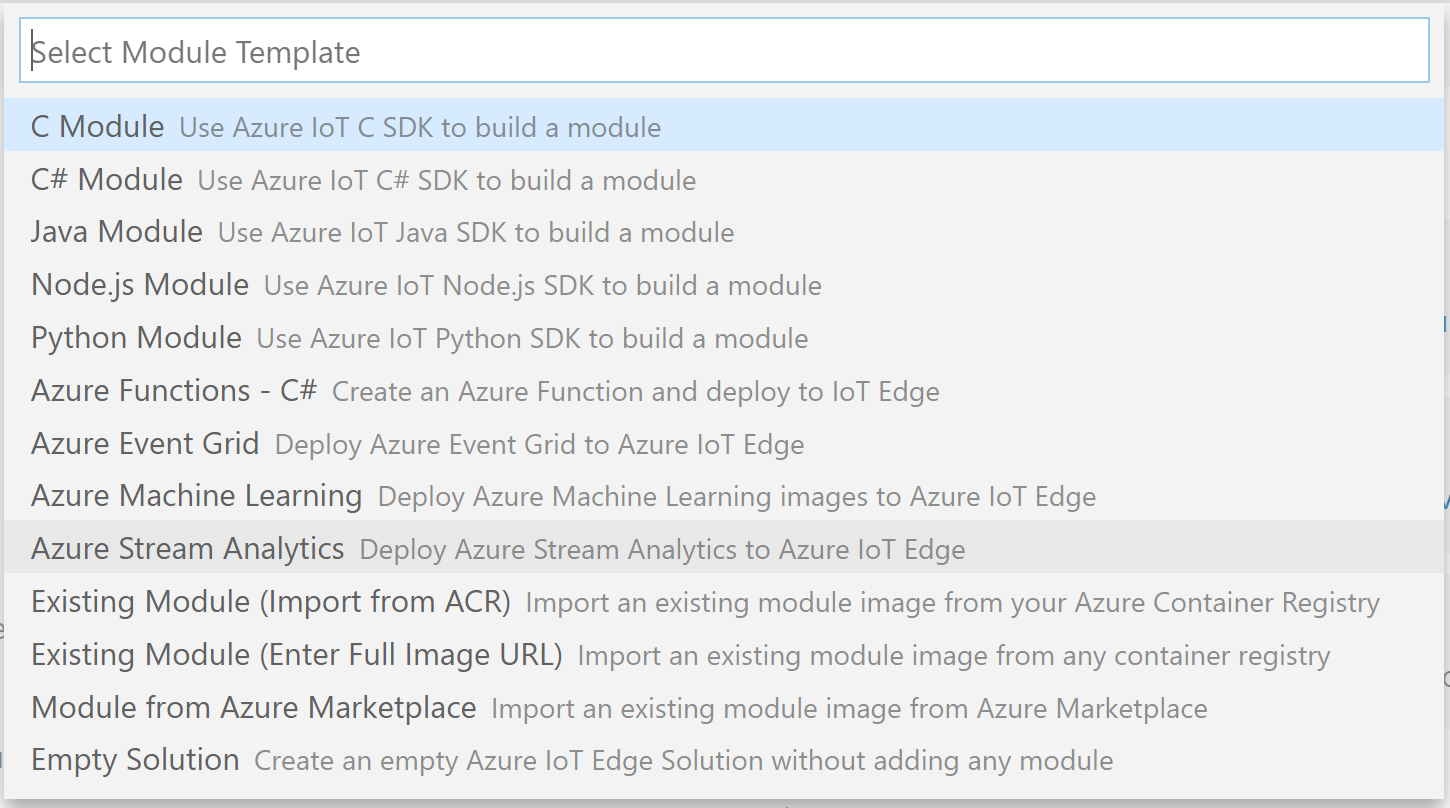 Select Module Template
C Module Use Azure IoT C SDK to build a module
C# Module Use Azure IoT C# SDK to build a module
Java Module Use Azure IoT Java SDK to build a module
Node.js Module Use Azure IoT Node.js SDK to build a module
Python Module Use Azure IoT Python SDK to build a module
Azure Functions - C# Create an Azure Function and deploy to IoT Edge
Azure Event Grid Deploy Azure Event Grid to Azure IoT Edge
Azure Machine Learning Deploy Azure Machine Learning images to Azure IoT Edge
Azure Stream Analytics Deploy Azure Stream Analytics to Azure IoT Edge
Existing Module (Import from ACR) Import an existing module image from your Azure Container Registry
Existing Module (Enter Full Image URL) Import an existing module image from any container registry
Module from Azure Marketplace Import an existing module image from Azure Marketplace
Empty Solution Create an empty Azure IoT Edge Solution without adding any module